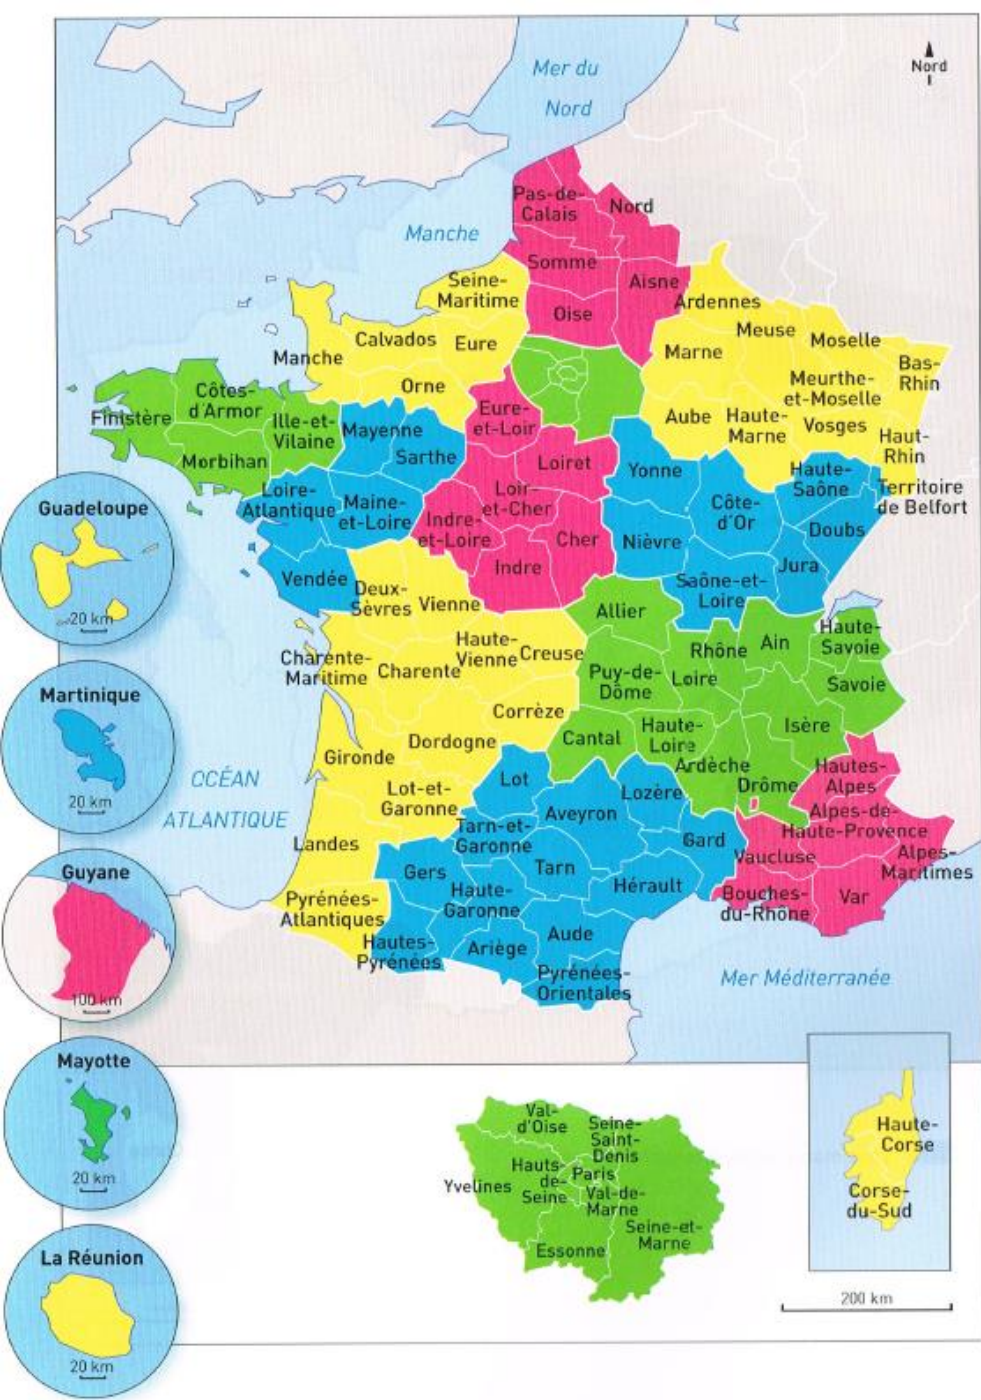 Mer du
Nord
Nord
Manche
Pas-de-
Calais
Nord
Somme
Aisne
Oise
Seine-
Maritime
Ardennes
Calvados
Eure
Manche
Orne
Marne
Meuse
Moselle
Bas-
Rhin
Meurthe-
et-Moselle
Aube
Haute-
Marne
Vosges
Haut-
Rhin
Finistère
Côtes-
d'Armor
Ille-et-
Vilaine
Morbihan
Mayenne
Sarthe
Eure-
et-Loir
Loiret
Yonne
Haute-
Saône
Territoire
de Belfort
Loire-
Atlantique
Maine-
et-Loire
Loir-
et-Cher
Indre-
et-Loire
Cher
Indre
Nièvre
Côte-
d'Or
Doubs
Jura
Saône-et-
Loire
Vendée
Deux-
Sèvres
Vienne
Allier
Haute-
Vienne
Creuse
Charente-
Maritime
Charente
Rhône
Ain
Haute-
Savoie
Puy-de-
Dôme
Loire
Savoie
Corrèze
Cantal
Haute-
Loire
Isère
Dordogne
Gironde
Ardèche
Drôme
Hautes-
Alpes
Lot-et-
Garonne
Lot
Aveyron
Lozère
Alpes-de-
Haute-Provence
Alpes-
Maritimes
OCÉAN
ATLANTIQUE
Landes
Tarn-et-
Garonne
Gard
Vaucluse
Gers
Tarn
Haute-
Garonne
Hérault
Bouches-
du-Rhône
Var
Pyrénées-
Atlantiques
Hautes-
Pyrénées
Ariège
Aude
Pyrénées-
Orientales
Mer Méditerranée
Guadeloupe
20 km
Martinique
20 km
Guyane
100 km
Mayotte
20 km
La Réunion
20 km
Val-
d'Oise
Seine-
Saint-
Denis
Hauts-
de-
Seine
Paris
Yvelines
Val-de-
Marne
Seine-et-
Marne
Essonne
Haute-
Corse
Corse-
du-Sud
200 km